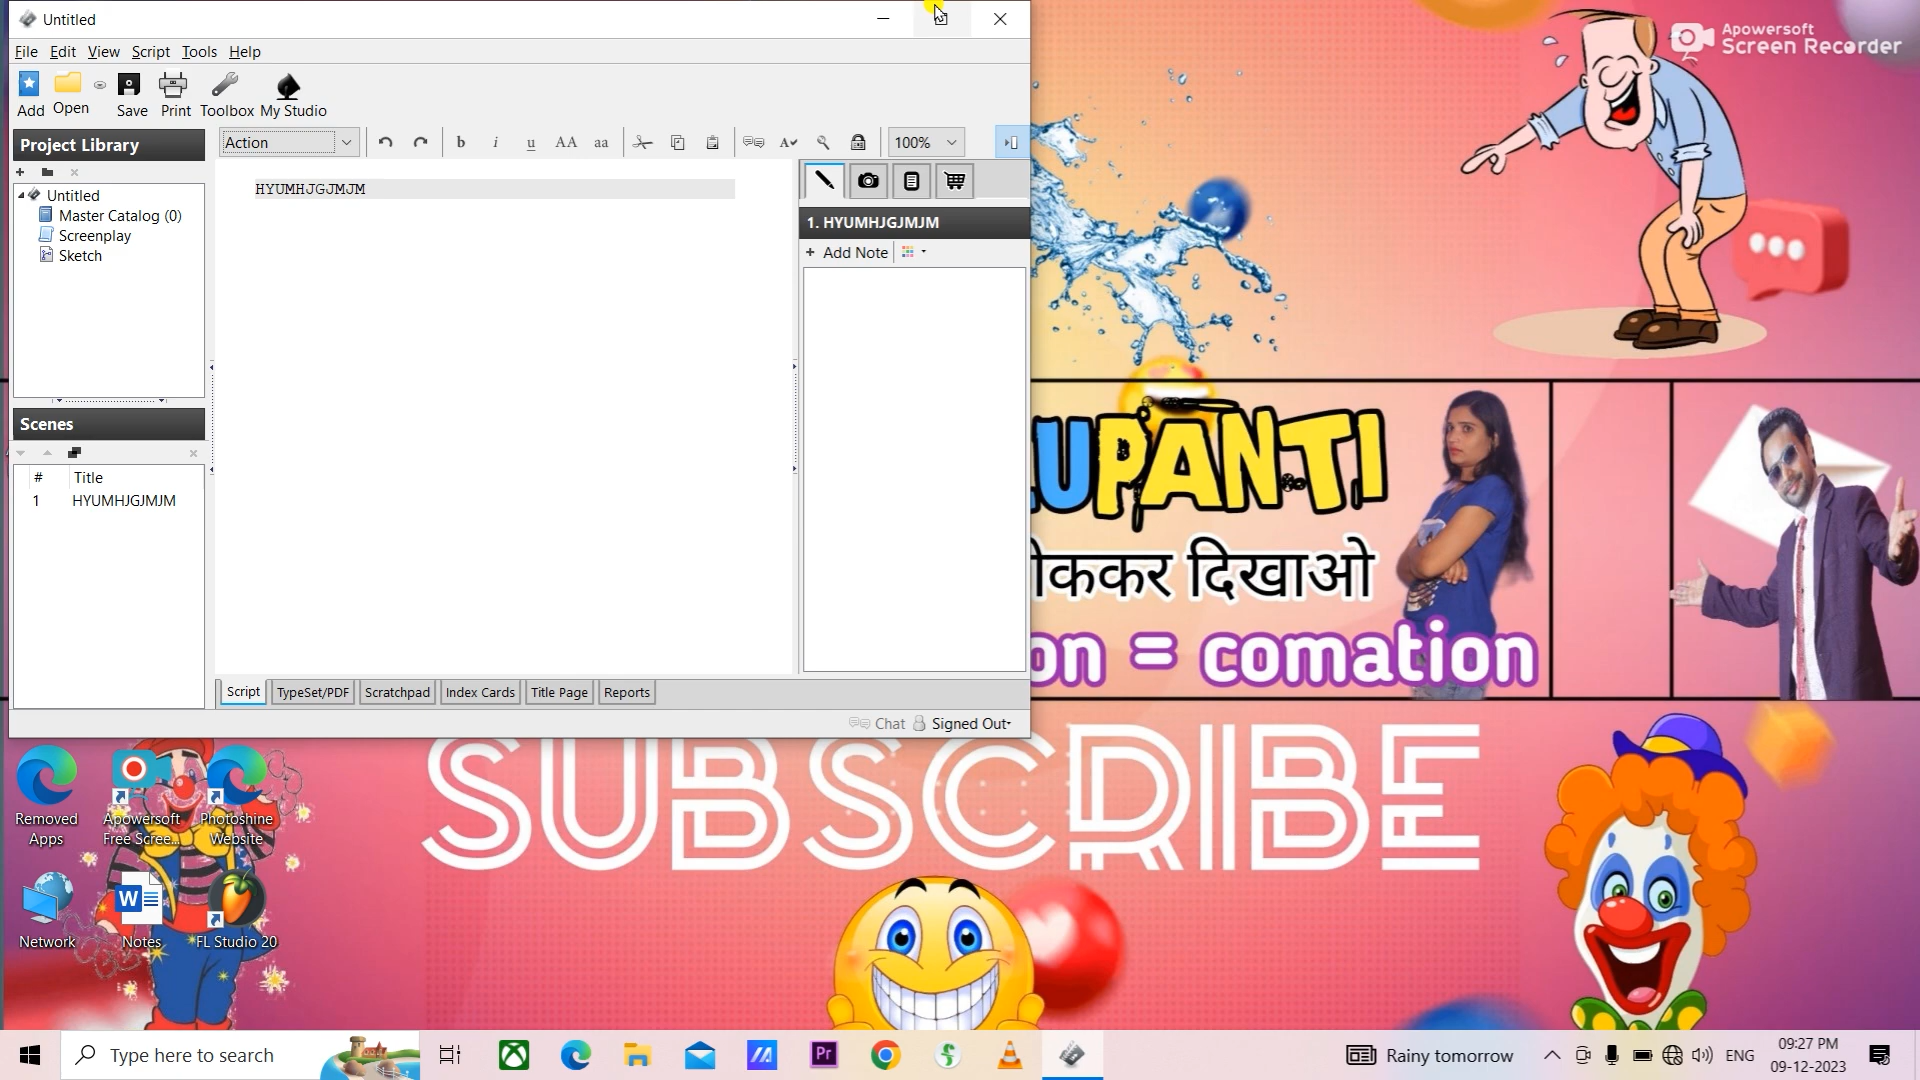 Untitled
File Edit View Script Tools Help
Add Open Save Print Toolbox My Studio
Project Library
Action
b i u AA aa
100%
Untitled
Master Catalog (0)
Screenplay
Sketch
HYUMHJGJMJM
1. HYUMHJGJMJM
+ Add Note
Scenes
# Title
1 HYUMHJGJMJM
Script TypeSet/PDF Scratchpad Index Cards Title Page Reports
Chat Signed Out
Apowersoft
Screen Recorder
UPANTI
ककर दिखाओ
on = comation
SUBSCRIBE
Removed
Apps
Apowersoft
Free Scree...
Photoshine
Website
Network
Notes
FL Studio 20
Type here to search
Pr
Rainy tomorrow
ENG
09:27 PM
09-12-2023